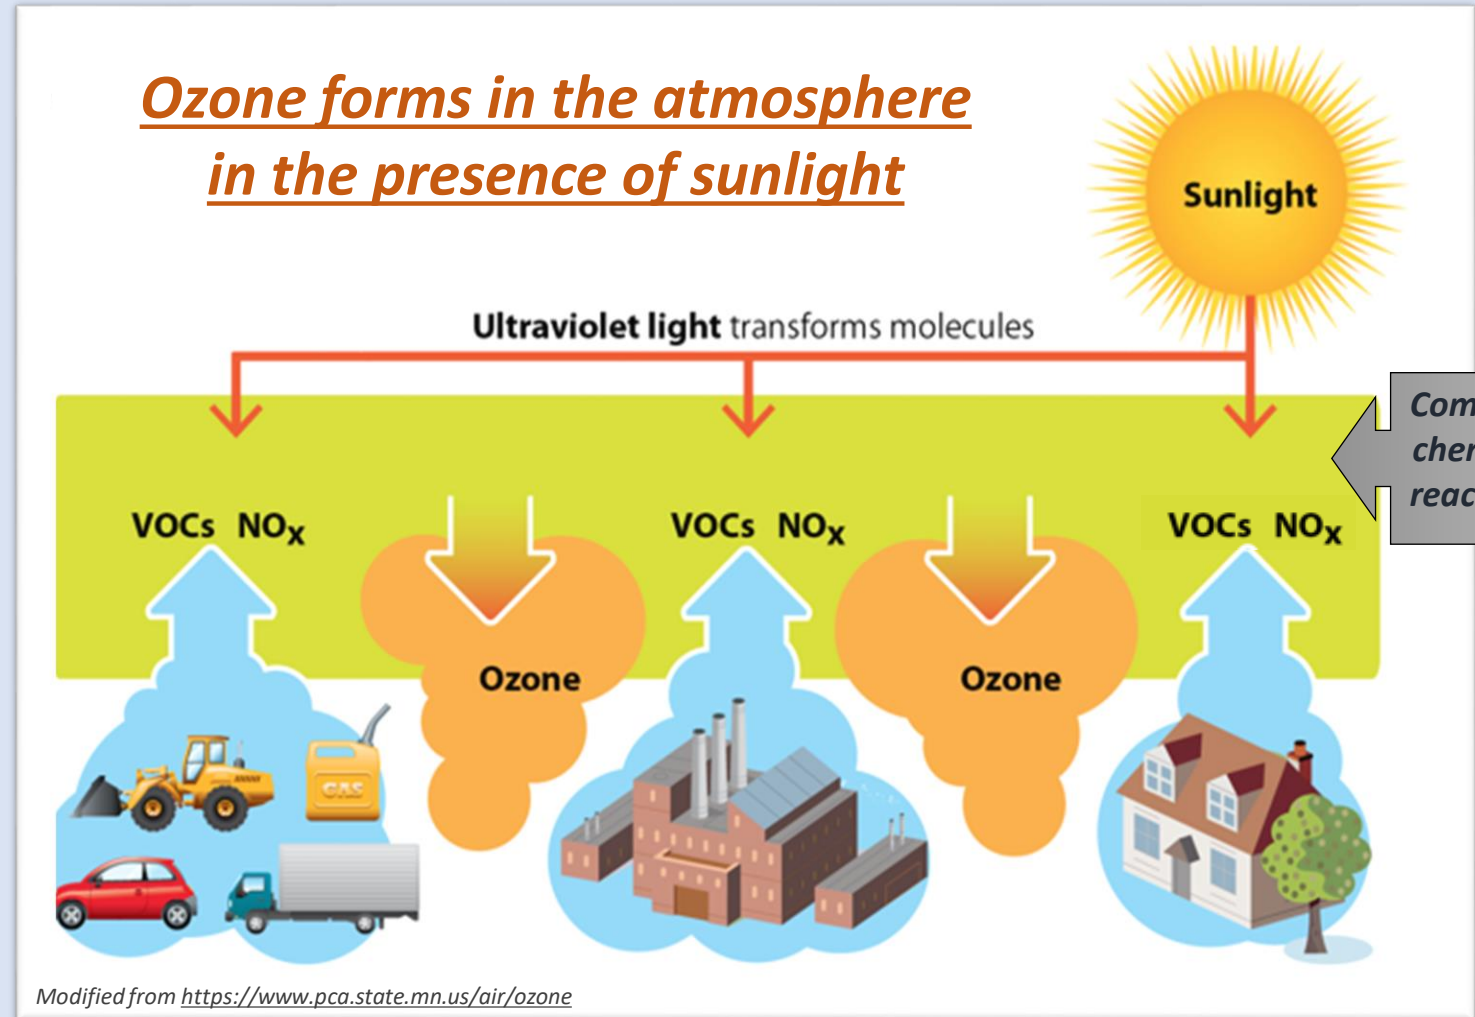 Ozone forms in the atmosphere
in the presence of sunlight
Sunlight
Ultraviolet light transforms molecules
VOCs NOx
VOCs NOx
VOCs NOx
Ozone
Ozone
GAS
Modified from https://www.pca.state.mn.us/air/ozone